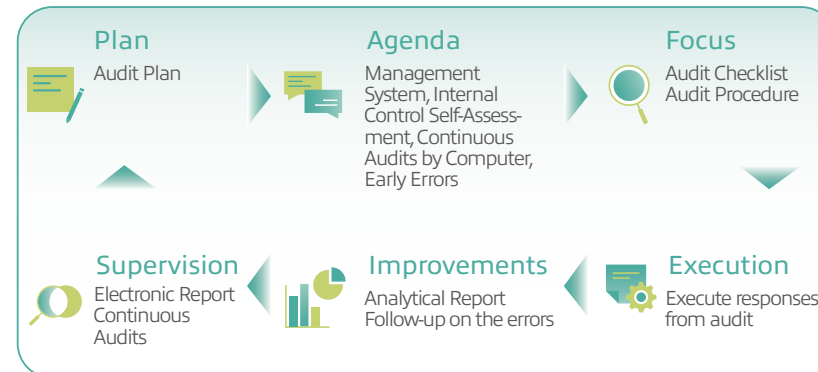 Plan
Audit Plan
Agenda
Management
System, Internal
Control Self-Assess-
ment, Continuous
Audits by Computer,
Early Errors
Focus
Audit Checklist
Audit Procedure
Supervision
Electronic Report
Continuous
Audits
Improvements
Analytical Report
Follow-up on the errors
Execution
Execute responses
from audit